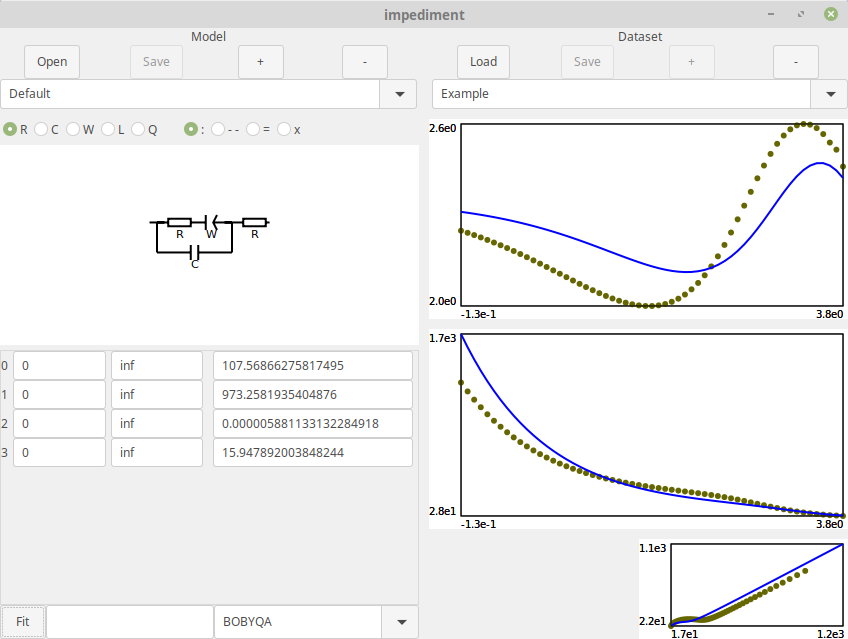 impediment
Model
Open Save + -
Default
R C W L Q : - - = x
R W R
C
0 0 inf 107.56866275817495
1 0 inf 973.2581935404876
2 0 inf 0.000005881133132284918
3 0 inf 15.947892003848244
Fit BOBYQA
Dataset
Load Save + -
Example
2.6e0
2.0e0
-1.3e-1 3.8e0
1.7e3
2.8e1
-1.3e-1 3.8e0
1.1e3
2.2e1
1.7e1 1.2e3